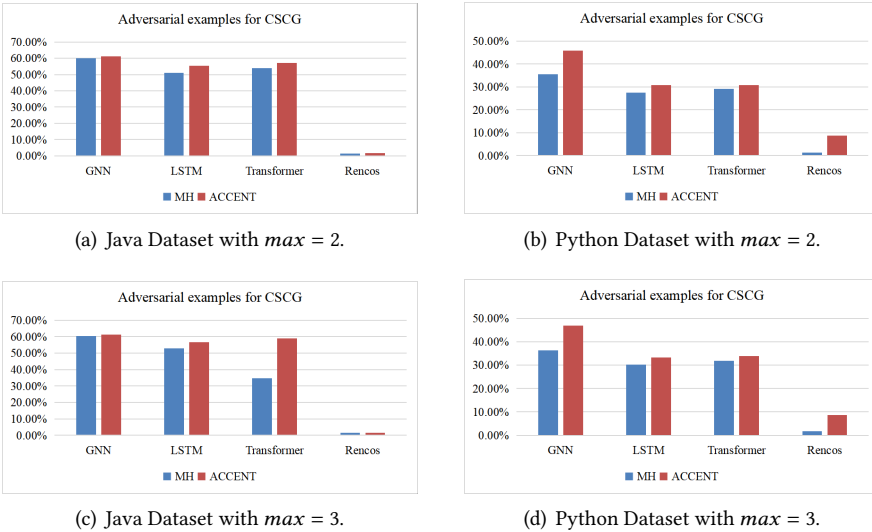 Adversarial examples for CSCG
70.00%
60.00%
50.00%
40.00%
30.00%
20.00%
10.00%
0.00%
GNN LSTM Transformer Rencos
MH ACCENT
(a) Java Dataset with max = 2.
Adversarial examples for CSCG
50.00%
40.00%
30.00%
20.00%
10.00%
0.00%
GNN LSTM Transformer Rencos
MH ACCENT
(b) Python Dataset with max = 2.
Adversarial examples for CSCG
70.00%
60.00%
50.00%
40.00%
30.00%
20.00%
10.00%
0.00%
GNN LSTM Transformer Rencos
MH ACCENT
(c) Java Dataset with max = 3.
Adversarial examples for CSCG
50.00%
40.00%
30.00%
20.00%
10.00%
0.00%
GNN LSTM Transformer Rencos
MH ACCENT
(d) Python Dataset with max = 3.